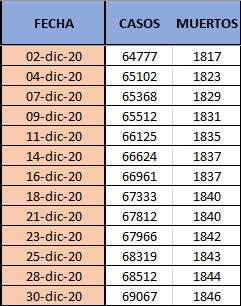 FECHA CASOS MUERTOS
02-dic-20 64777 1817
04-dic-20 65102 1823
07-dic-20 65368 1829
09-dic-20 65512 1831
11-dic-20 66125 1835
14-dic-20 66624 1837
16-dic-20 66961 1837
18-dic-20 67333 1840
21-dic-20 67812 1840
23-dic-20 67966 1842
25-dic-20 68319 1843
28-dic-20 68512 1844
30-dic-20 69067 1846